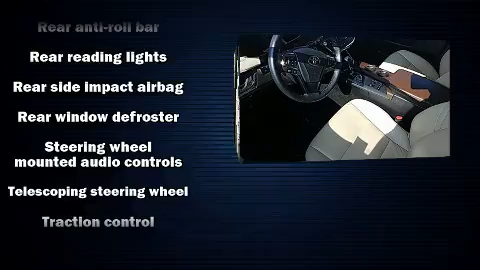 Rear anti-roll bar
Rear reading lights
Rear side impact airbag
Rear window defroster
Steering wheel
mounted audio controls
Telescoping steering wheel
Traction control